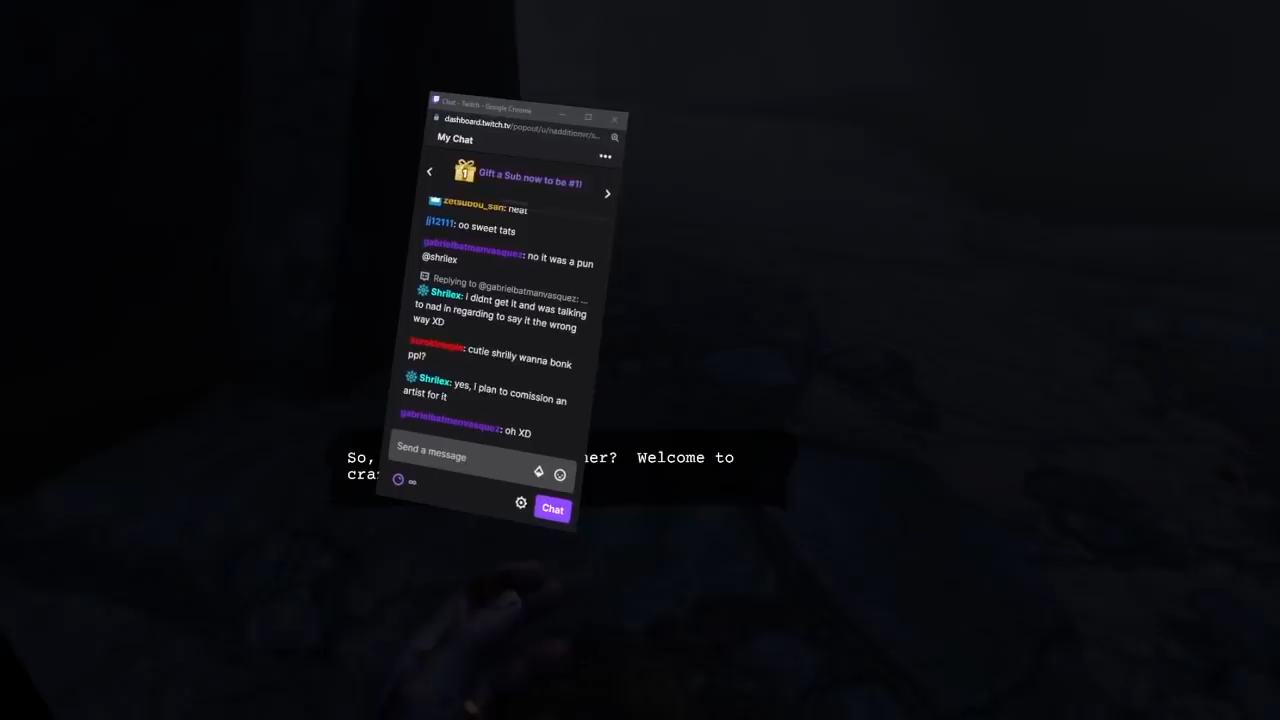 Chat - Twitch - Google Chrome
dashboard.twitch.tv/popout/u/nadditionvr/s...
My Chat
Gift a Sub now to be #1!
zetsubou_san: neat
jj12111: oo sweet tats
gabrielbatmanvasquez: no it was a pun
@shrilex
Replying to @gabrielbatmanvasquez: ...
Shrilex: I didnt get it and was talking
to nad in regarding to say it the wrong
way XD
: cutie shrilly wanna bonk
ppl?
Shrilex: yes, I plan to comission an
artist for it
gabrielbatmanvasquez: oh XD
Send a message
Chat
So, her? Welcome to